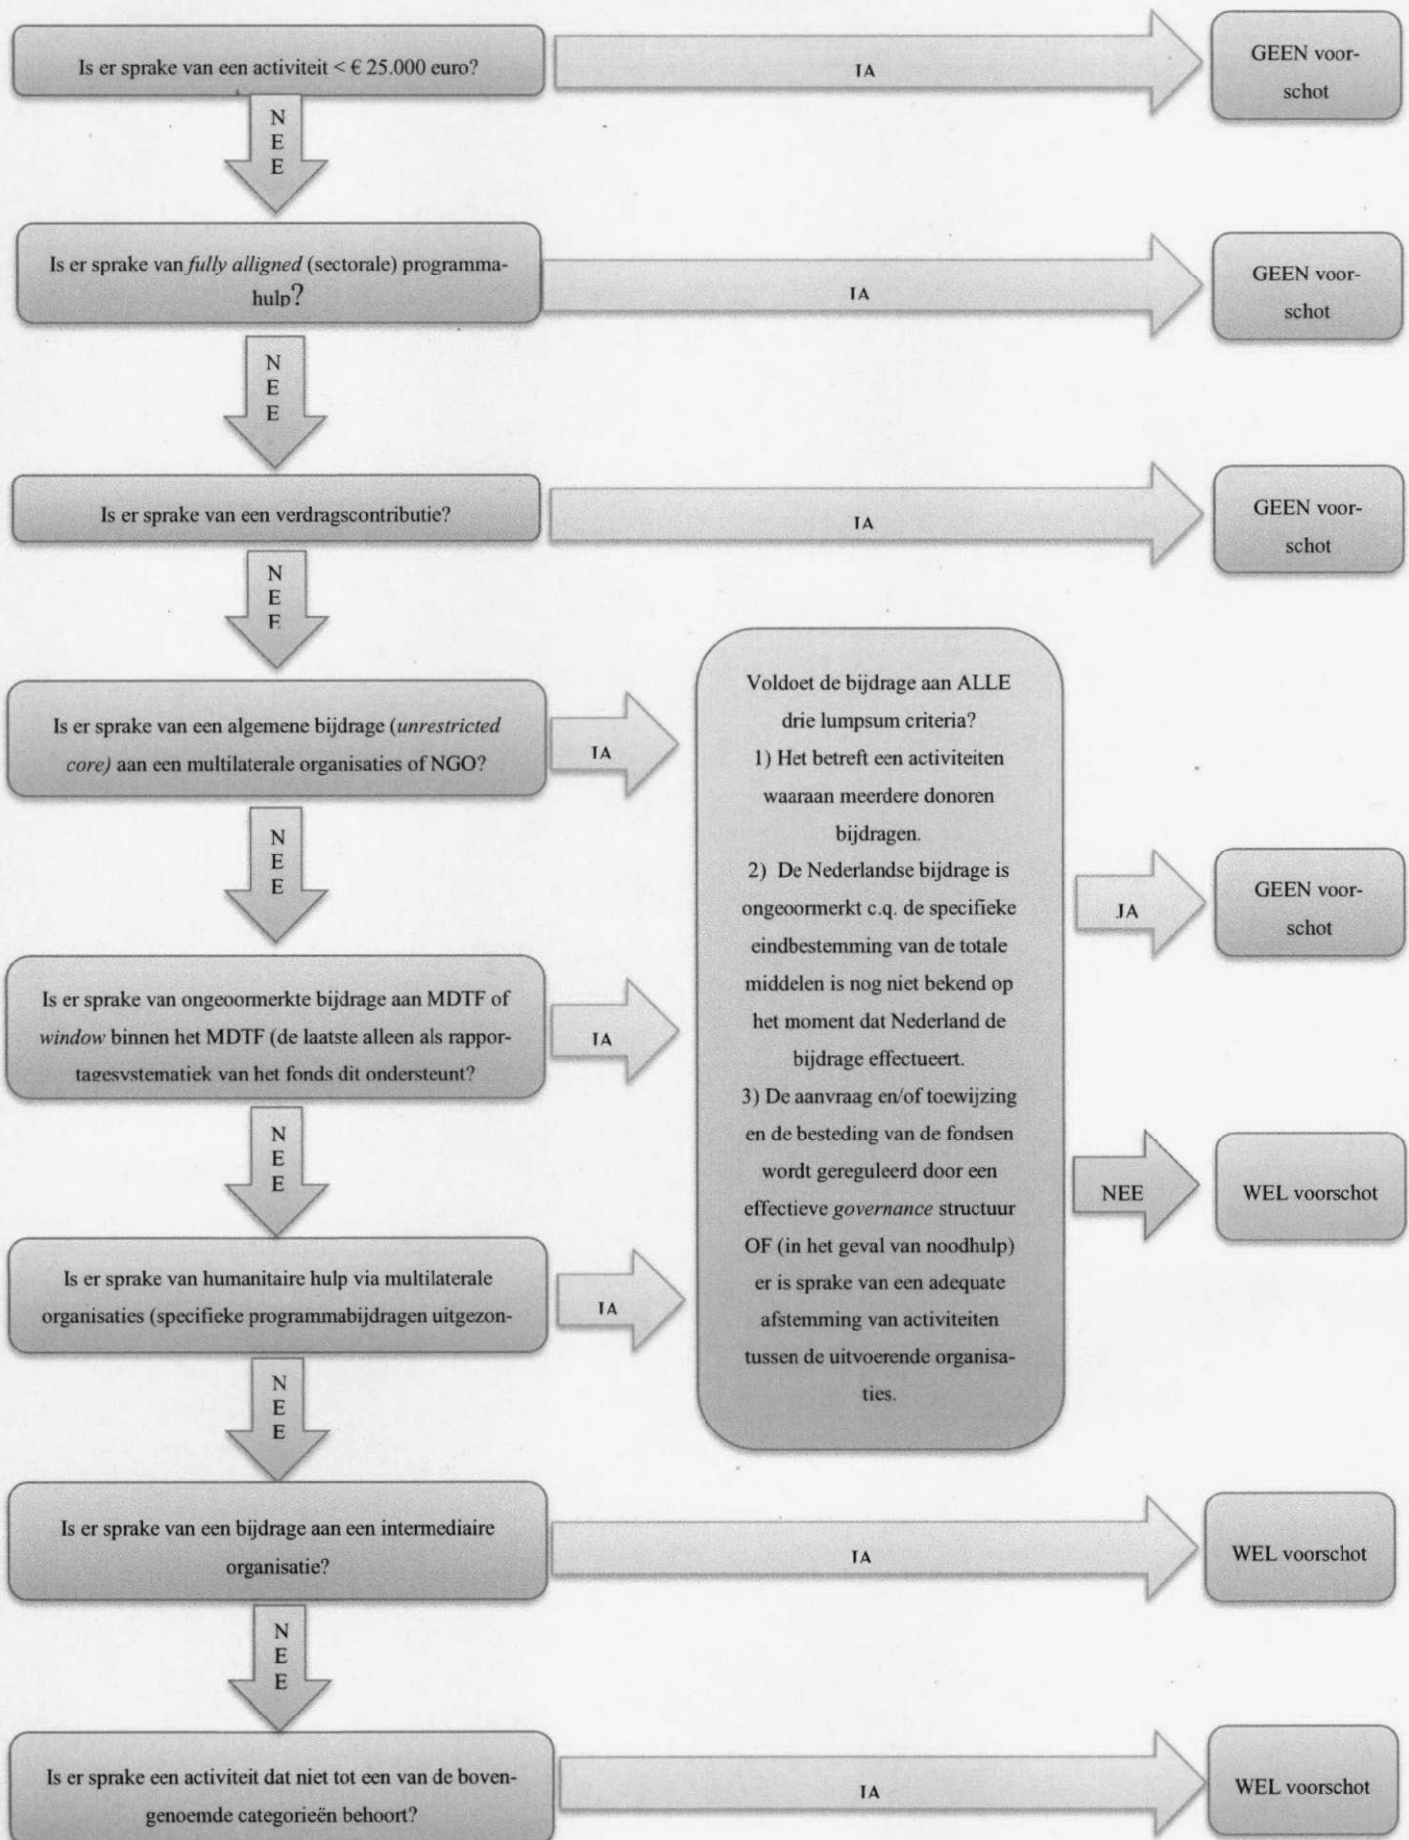 Is er sprake van een activiteit < € 25.000 euro?
JA
GEEN voor-
schot
N
E
E
Is er sprake van fully alligned (sectorale) programma-
hulp?
JA
GEEN voor-
schot
N
E
E
Is er sprake van een verdragscontributie?
JA
GEEN voor-
schot
N
E
E
Is er sprake van een algemene bijdrage (unrestricted
core) aan een multilaterale organisaties of NGO?
JA
N
E
E
Is er sprake van ongeoormerkte bijdrage aan MDTF of
window binnen het MDTF (de laatste alleen als rappor-
tagesystematiek van het fonds dit ondersteunt?
JA
N
E
E
Is er sprake van humanitaire hulp via multilaterale
organisaties (specifieke programmabijdragen uitgezon-
JA
Voldoet de bijdrage aan ALLE
drie lumpsum criteria?
1) Het betreft een activiteiten
waaraan meerdere donoren
bijdragen.
2) De Nederlandse bijdrage is
ongeoormerkt c.q. de specifieke
eindbestemming van de totale
middelen is nog niet bekend op
het moment dat Nederland de
bijdrage effectueert.
3) De aanvraag en/of toewijzing
en de besteding van de fondsen
wordt gereguleerd door een
effectieve governance structuur
OF (in het geval van noodhulp)
er is sprake van een adequate
afstemming van activiteiten
tussen de uitvoerende organisa-
ties.
JA
GEEN voor-
schot
NEE
WEL voorschot
N
E
E
Is er sprake van een bijdrage aan een intermediaire
organisatie?
JA
WEL voorschot
N
E
E
Is er sprake een activiteit dat niet tot een van de boven-
genoemde categorieën behoort?
JA
WEL voorschot